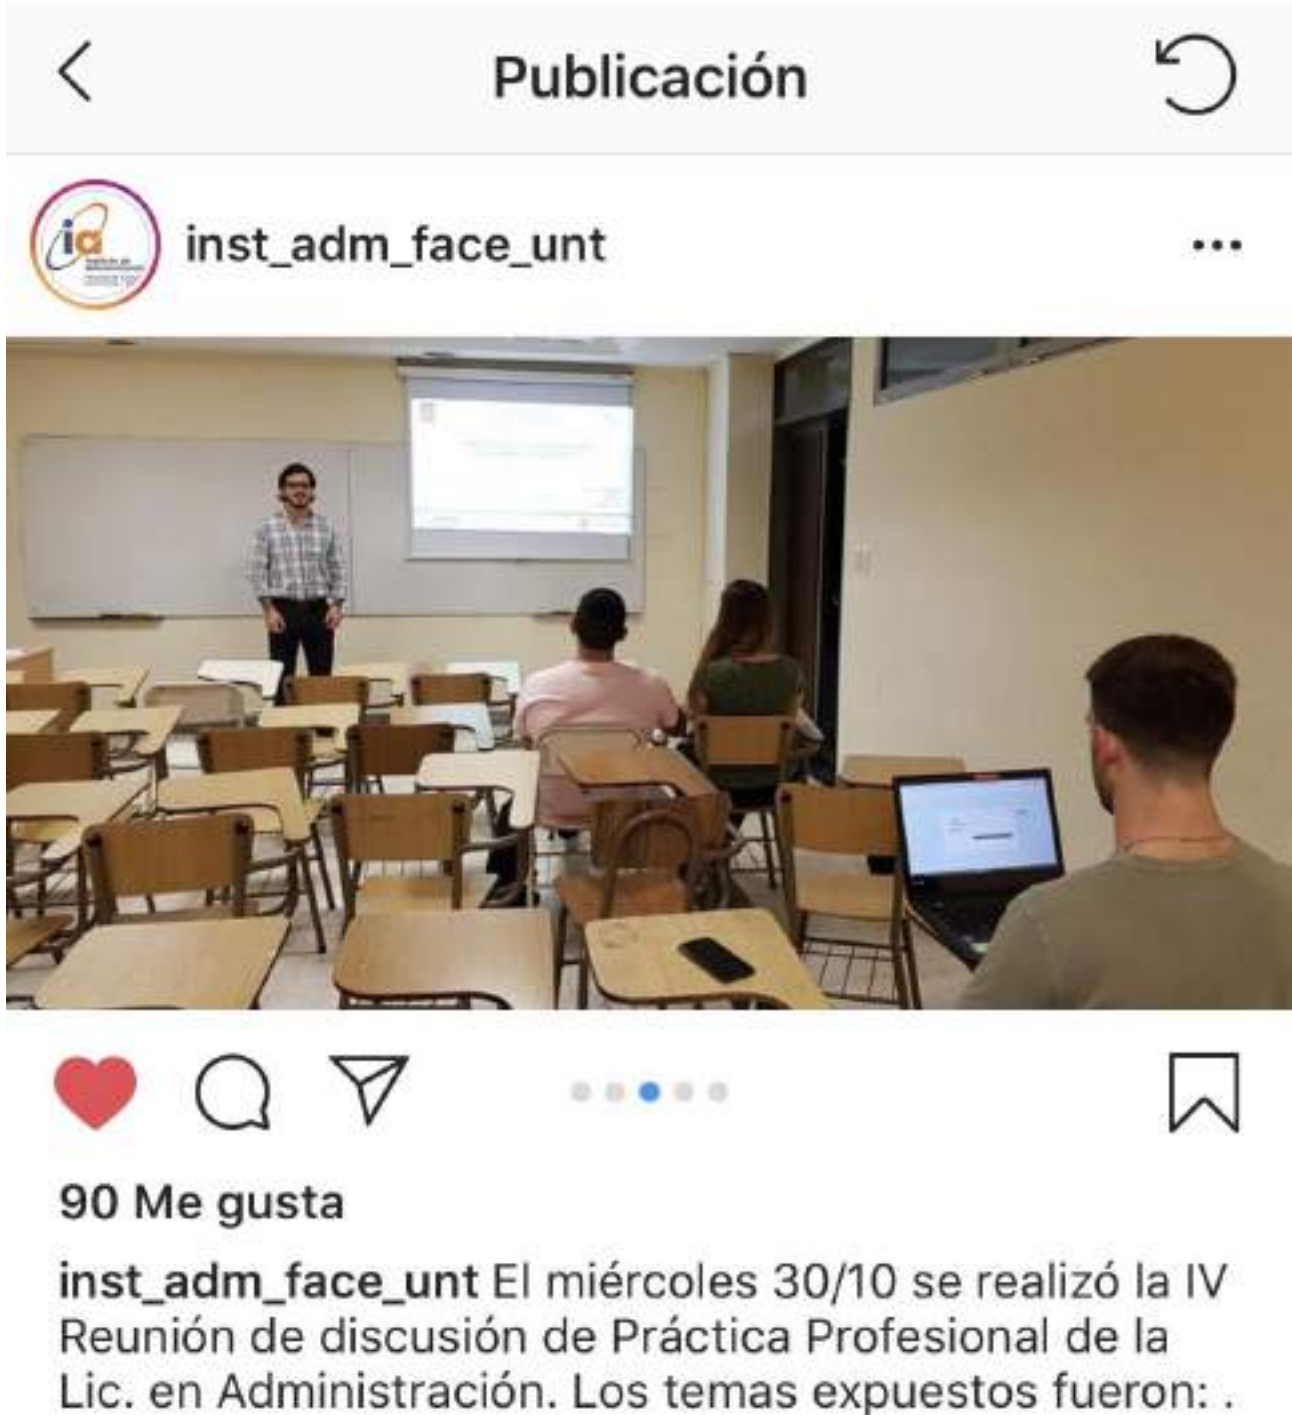 Publicación
ia
inst_adm_face_unt
90 Me gusta
inst_adm_face_unt El miércoles 30/10 se realizó la IV
Reunión de discusión de Práctica Profesional de la
Lic. en Administración. Los temas expuestos fueron: .